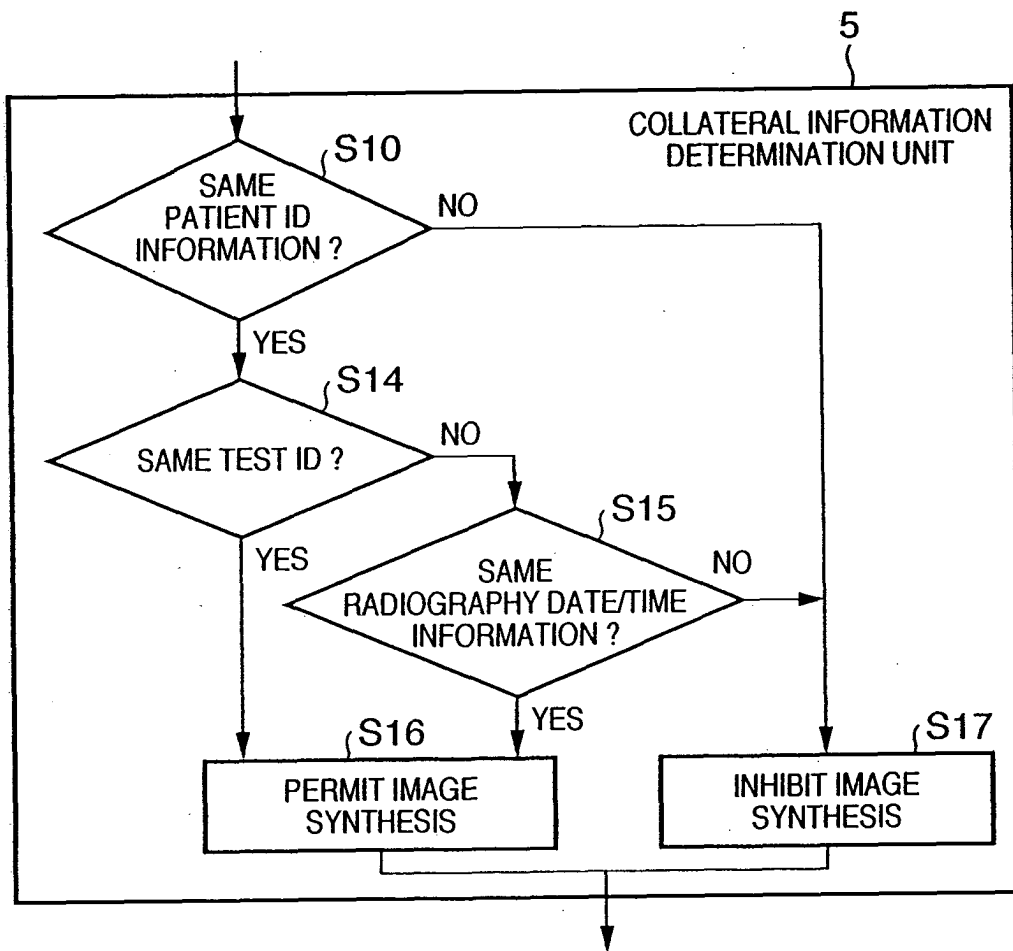 5
COLLATERAL INFORMATION
DETERMINATION UNIT
S10
SAME
PATIENT ID
INFORMATION ?
NO
YES
S14
SAME TEST ID ?
NO
YES
S15
SAME
RADIOGRAPHY DATE/TIME
INFORMATION ?
NO
YES
S16
PERMIT IMAGE
SYNTHESIS
S17
INHIBIT IMAGE
SYNTHESIS